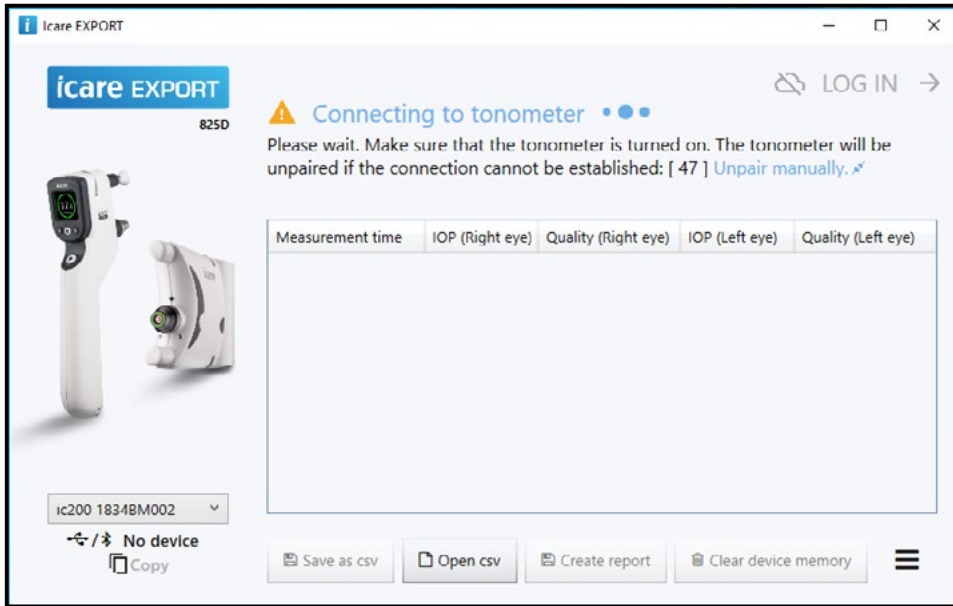 Icare EXPORT
icare EXPORT
825D
LOG IN
Connecting to tonometer
Please wait. Make sure that the tonometer is turned on. The tonometer will be
unpaired if the connection cannot be established: [ 47 ] Unpair manually.
Measurement time IOP (Right eye) Quality (Right eye) IOP (Left eye) Quality (Left eye)
ic200 1834BM002
/ No device
Copy
Save as csv Open csv Create report Clear device memory